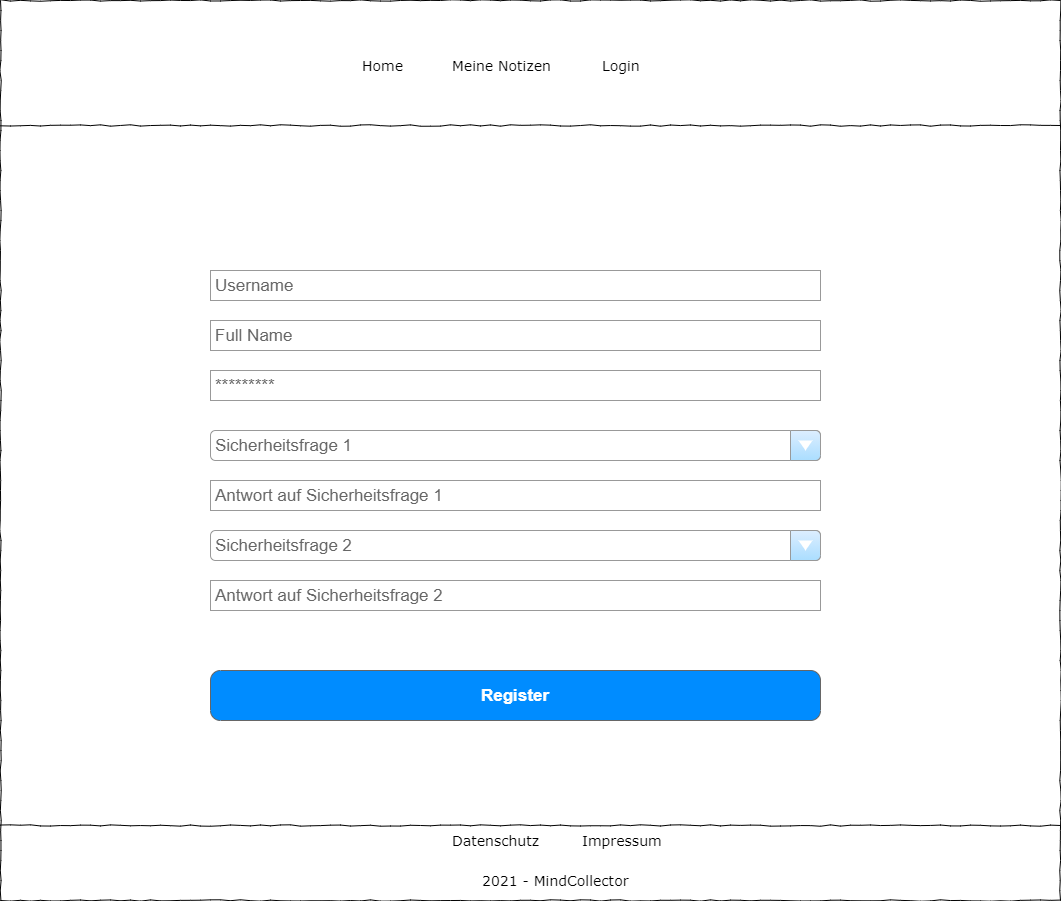 Home Meine Notizen Login
Username
Full Name
*********
Sicherheitsfrage 1
Antwort auf Sicherheitsfrage 1
Sicherheitsfrage 2
Antwort auf Sicherheitsfrage 2
Register
Datenschutz Impressum
2021 - MindCollector